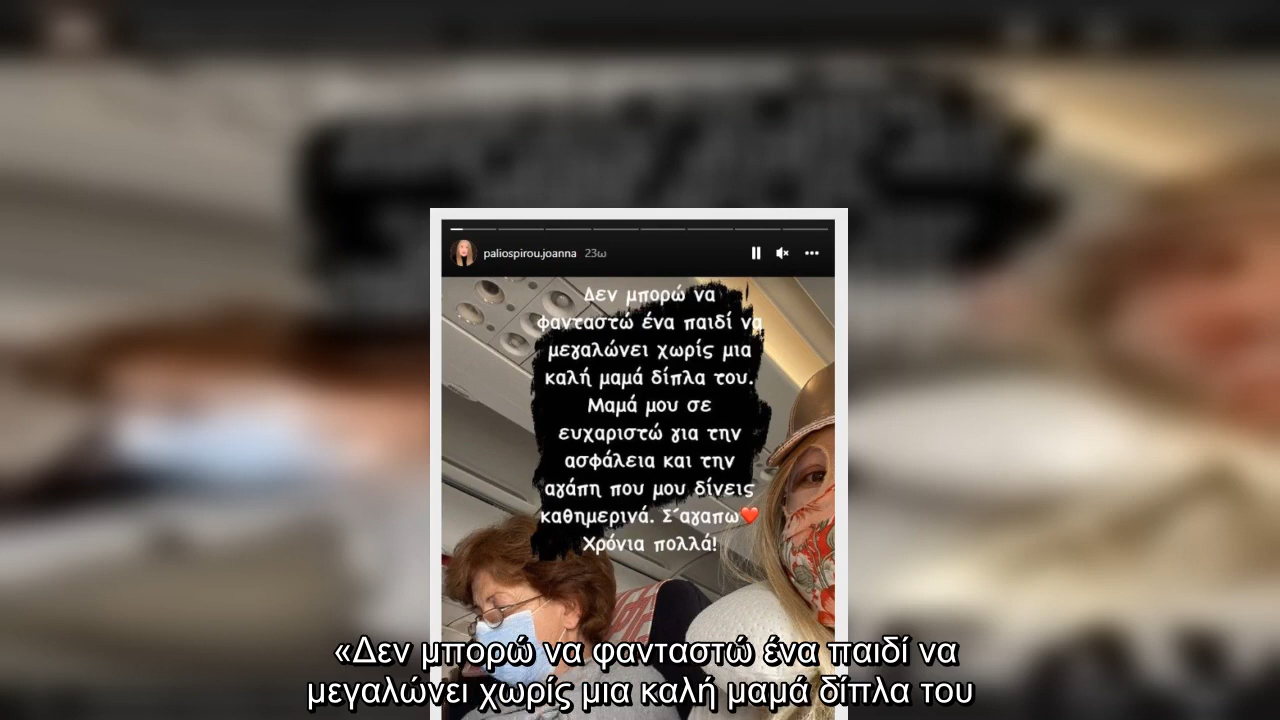 paliospirou.joanna 23ω
Δεν μπορώ να
φανταστώ ένα παιδί να
μεγαλώνει χωρίς μια
καλή μαμά δίπλα του.
Μαμά μου σε
ευχαριστώ για την
ασφάλεια και την
αγάπη που μου δίνεις
καθημερινά. Σ΄αγαπω❤️
Χρόνια πολλά!
«Δεν μπορώ να φανταστώ ένα παιδί να
μεγαλώνει χωρίς μια καλή μαμά δίπλα του